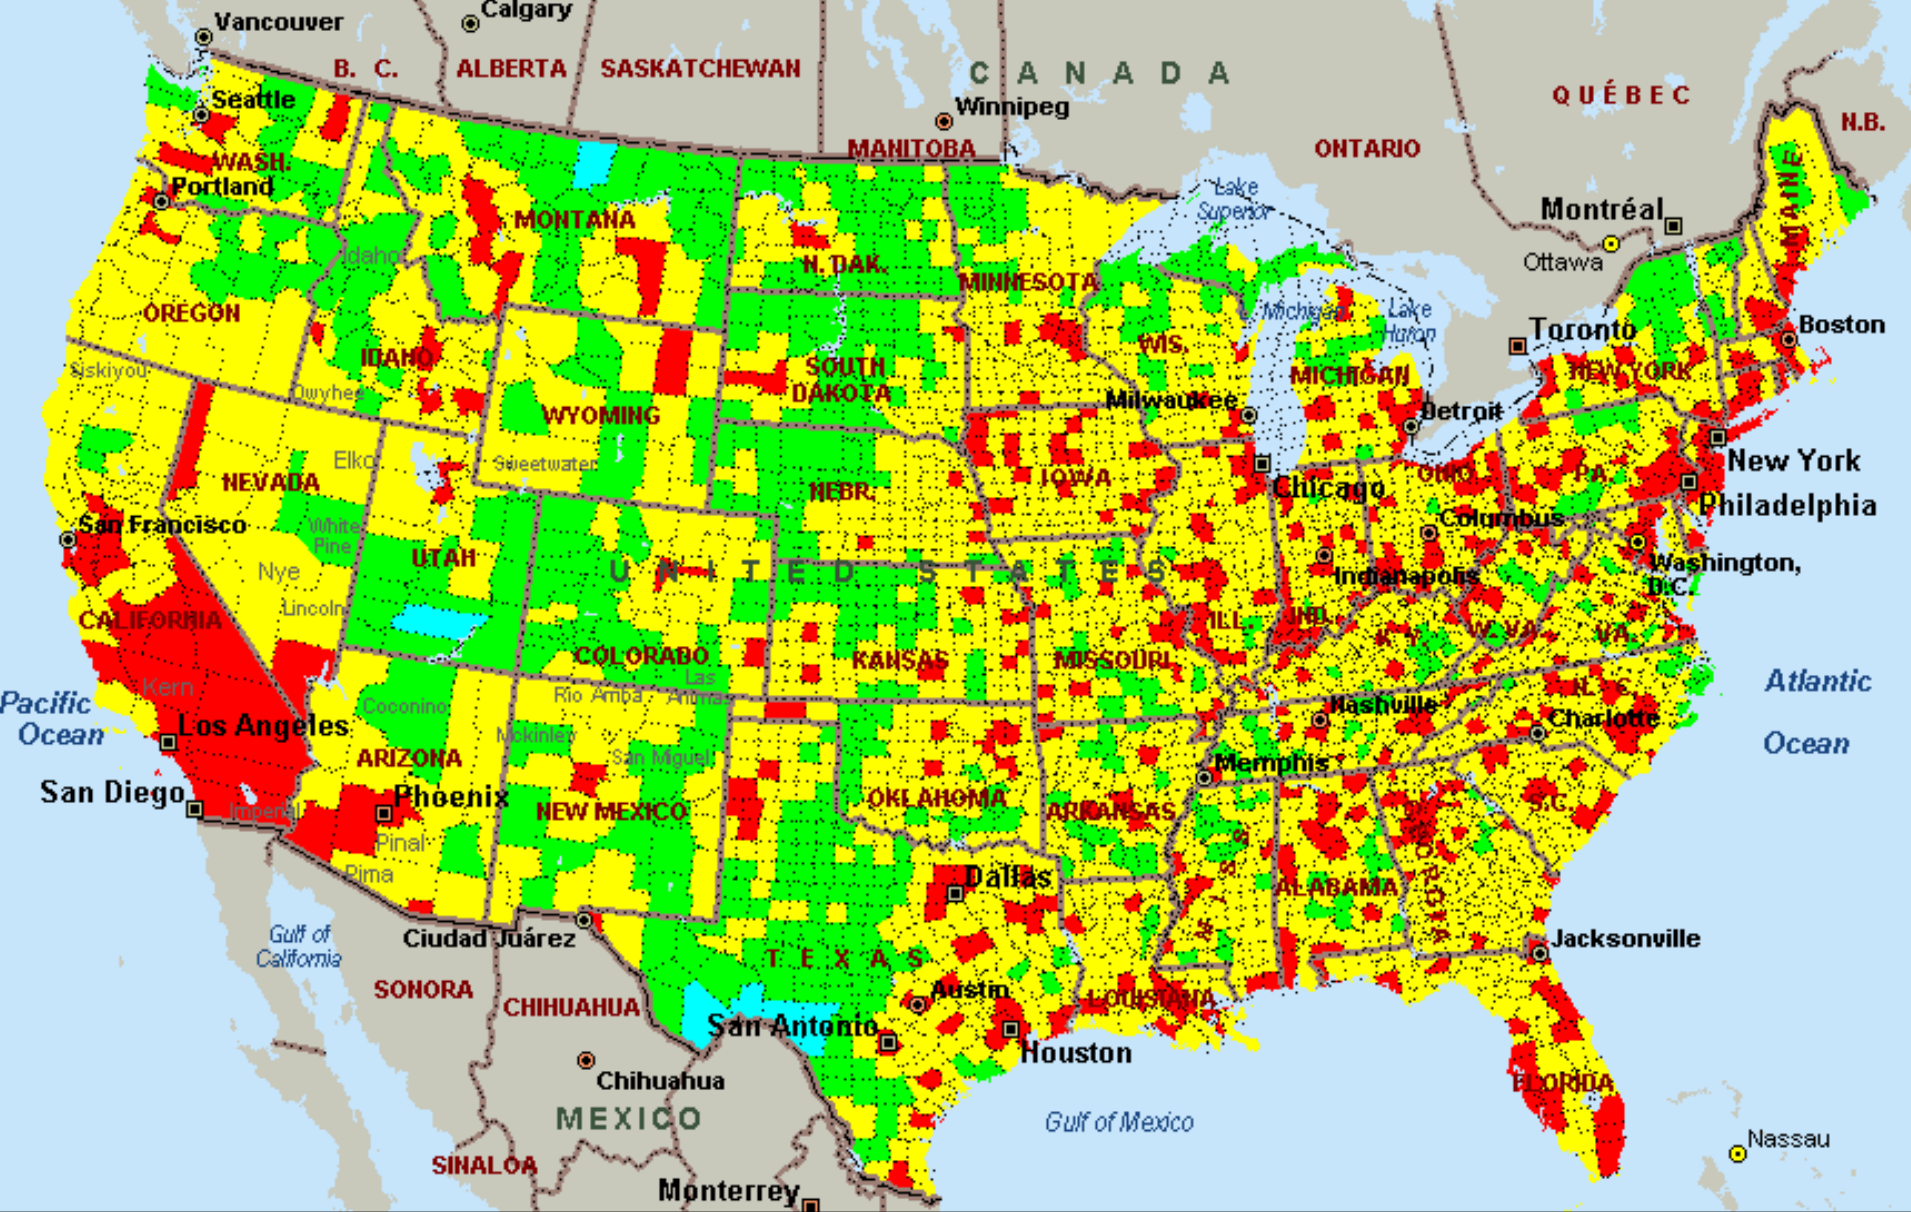 Calgary
Vancouver
B. C.
ALBERTA
SASKATCHEWAN
C A N A D A
QUÉBEC
Seattle
Winnipeg
N.B.
MANITOBA
ONTARIO
WASH.
MAINE
Portland
Lake
Superior
Montréal
MONTANA
Idaho
Ottawa
N. DAK.
MINNESOTA
OREGON
Michigan
Lake
Huron
Toronto
Boston
Siskiyou
IDAHO
WIS.
SOUTH
DAKOTA
MICHIGAN
NEW YORK
Owyhee
WYOMING
Milwaukee
Detroit
Elko
Sweetwater
NEVADA
NEBR.
IOWA
OHIO
PA.
New York
Chicago
Philadelphia
San Francisco
White
Pine
Columbus
UTAH
Nye
U N I T E D S T A T E S
Indianapolis
Washington,
D.C.
Lincoln
CALIFORNIA
ILL.
IND.
KY.
W. VA.
VA.
COLORADO
KANSAS
MISSOURI
Kern
Las
Animas
Rio Arriba
N. C.
Atlantic
Ocean
Pacific
Ocean
Coconino
Nashville
Charlotte
Los Angeles
Mckinley
San Miguel
ARIZONA
Memphis
San Diego
Phoenix
Imperial
NEW MEXICO
OKLAHOMA
ARKANSAS
S.C.
Pinal
Pima
MISS
GEORGIA
Dallas
ALABAMA
Gulf of
California
Ciudad Juárez
Jacksonville
T E X A S
SONORA
CHIHUAHUA
Austin
LOUISIANA
San Antonio
Houston
Chihuahua
FLORIDA
MEXICO
Gulf of Mexico
Nassau
SINALOA
Monterrey